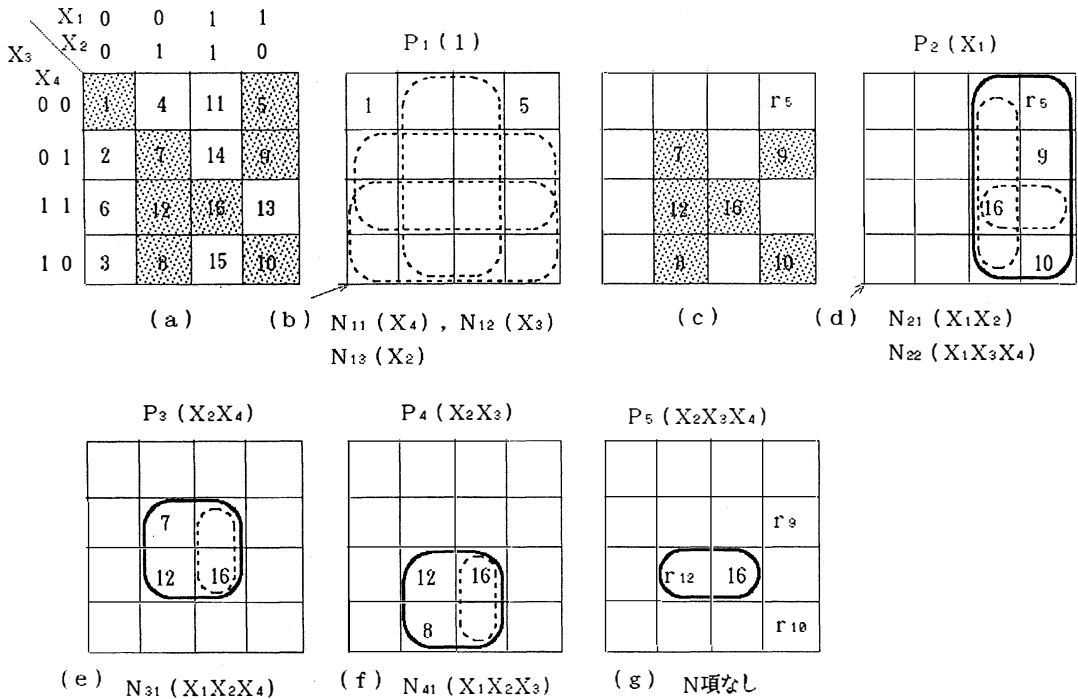 X₁ 0 0 1 1
X₃ X₂ 0 1 1 0 P₁(1) P₂(X₁)
X₄
0 0 1 4 11 5 1 5 r₅ r₅
0 1 2 7 14 9 7 9 9
1 1 6 12 16 13 12 16 16
1 0 3 8 15 10 8 10 10
(a) (b) N₁₁(X₄), N₁₂(X₃) (c) (d) N₂₁(X₁X₂)
N₁₃(X₂) N₂₂(X₁X₃X₄)
P₃(X₂X₄) P₄(X₂X₃) P₅(X₂X₃X₄)
7 r₉
12 16 12 16 r₁₂ 16
8 r₁₀
(e) N₃₁(X₁X₂X₄) (f) N₄₁(X₁X₂X₃) (g) N項なし